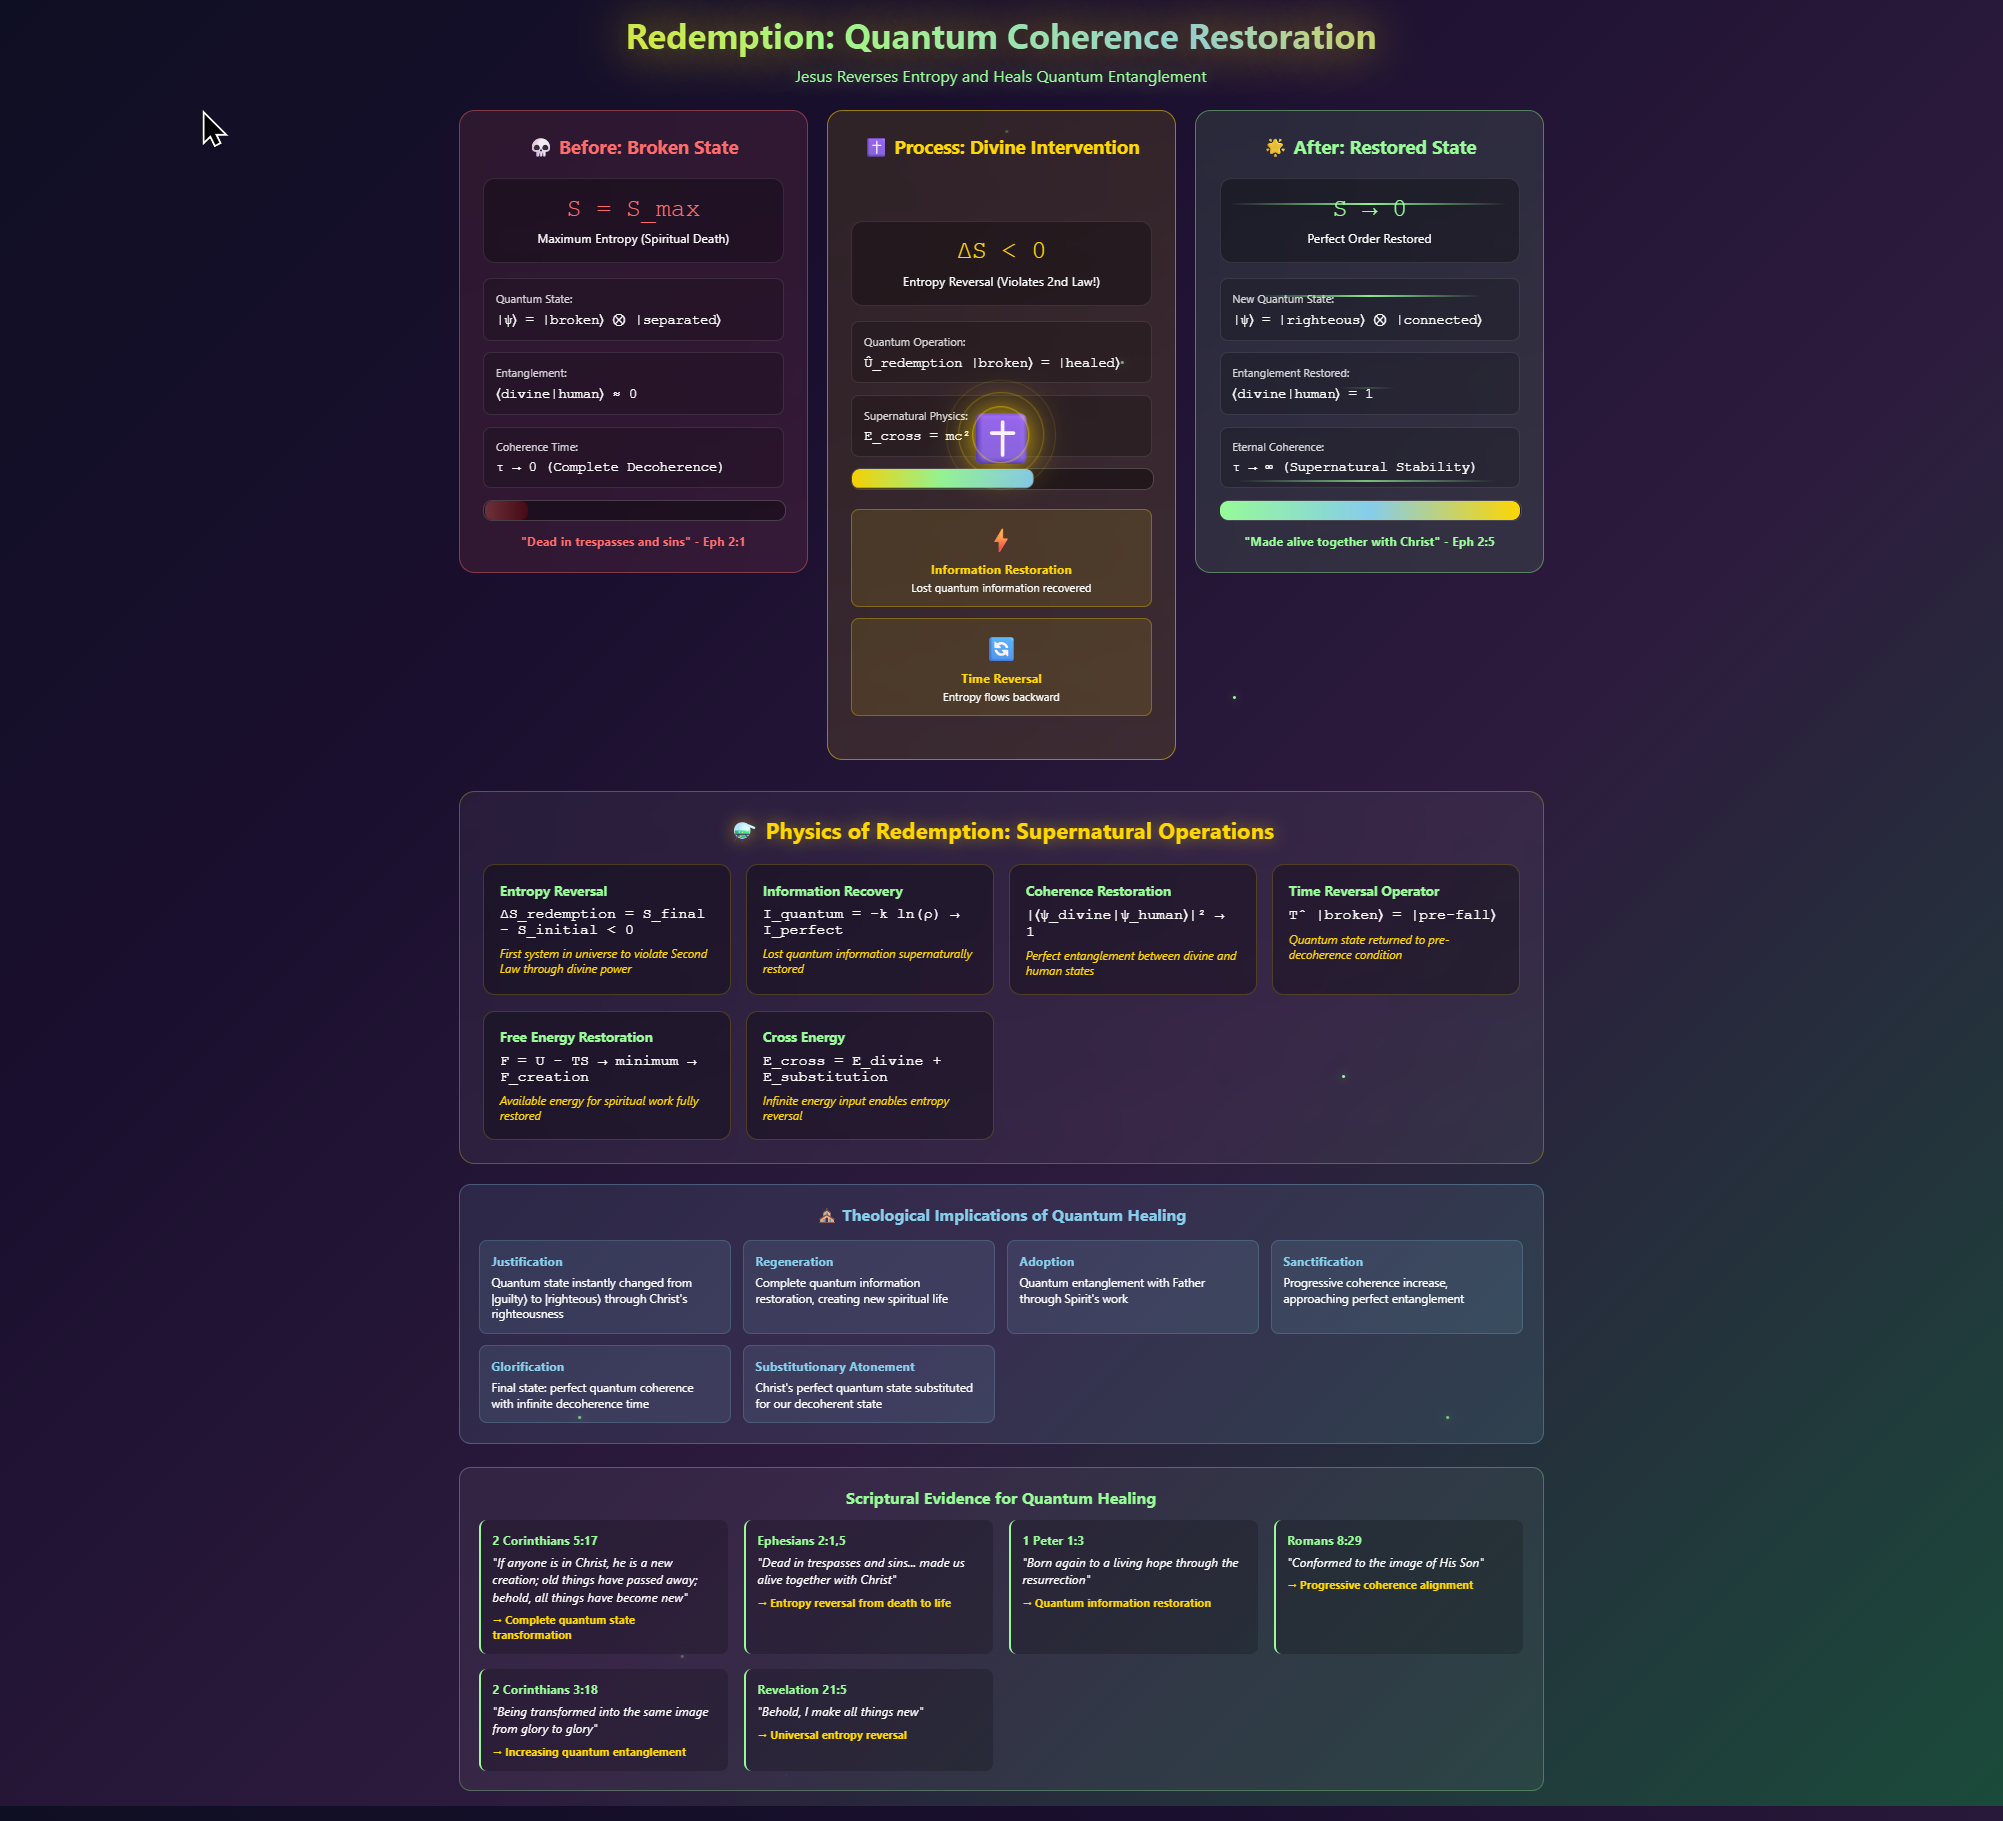 Redemption: Quantum Coherence Restoration
Jesus Reverses Entropy and Heals Quantum Entanglement
Before: Broken State
S = S_max
Maximum Entropy (Spiritual Death)
Quantum State:
|ψ⟩ = |broken⟩ ⊗ |separated⟩
Entanglement:
⟨divine|human⟩ ≈ 0
Coherence Time:
τ → 0 (Complete Decoherence)
"Dead in trespasses and sins" - Eph 2:1
Process: Divine Intervention
ΔS < 0
Entropy Reversal (Violates 2nd Law!)
Quantum Operation:
Û_redemption |broken⟩ = |healed⟩
Supernatural Physics:
E_cross = mc²
Information Restoration
Lost quantum information recovered
Time Reversal
Entropy flows backward
After: Restored State
S → 0
Perfect Order Restored
New Quantum State:
|ψ⟩ = |righteous⟩ ⊗ |connected⟩
Entanglement Restored:
⟨divine|human⟩ = 1
Eternal Coherence:
τ → ∞ (Supernatural Stability)
"Made alive together with Christ" - Eph 2:5
Physics of Redemption: Supernatural Operations
Entropy Reversal
ΔS_redemption = S_final
- S_initial < 0
First system in universe to violate Second
Law through divine power
Information Recovery
I_quantum = -k ln(ρ) →
I_perfect
Lost quantum information supernaturally
restored
Coherence Restoration
|⟨ψ_divine|ψ_human⟩|² →
1
Perfect entanglement between divine and
human states
Time Reversal Operator
T̂ |broken⟩ = |pre-fall⟩
Quantum state returned to pre-
decoherence condition
Free Energy Restoration
F = U - TS → minimum →
F_creation
Available energy for spiritual work fully
restored
Cross Energy
E_cross = E_divine +
E_substitution
Infinite energy input enables entropy
reversal
Theological Implications of Quantum Healing
Justification
Quantum state instantly changed from
|guilty⟩ to |righteous⟩ through Christ's
righteousness
Regeneration
Complete quantum information
restoration, creating new spiritual life
Adoption
Quantum entanglement with Father
through Spirit's work
Sanctification
Progressive coherence increase,
approaching perfect entanglement
Glorification
Final state: perfect quantum coherence
with infinite decoherence time
Substitutionary Atonement
Christ's perfect quantum state substituted
for our decoherent state
Scriptural Evidence for Quantum Healing
2 Corinthians 5:17
"If anyone is in Christ, he is a new
creation; old things have passed away;
behold, all things have become new"
→ Complete quantum state
transformation
Ephesians 2:1,5
"Dead in trespasses and sins... made us
alive together with Christ"
→ Entropy reversal from death to life
1 Peter 1:3
"Born again to a living hope through the
resurrection"
→ Quantum information restoration
Romans 8:29
"Conformed to the image of His Son"
→ Progressive coherence alignment
2 Corinthians 3:18
"Being transformed into the same image
from glory to glory"
→ Increasing quantum entanglement
Revelation 21:5
"Behold, I make all things new"
→ Universal entropy reversal